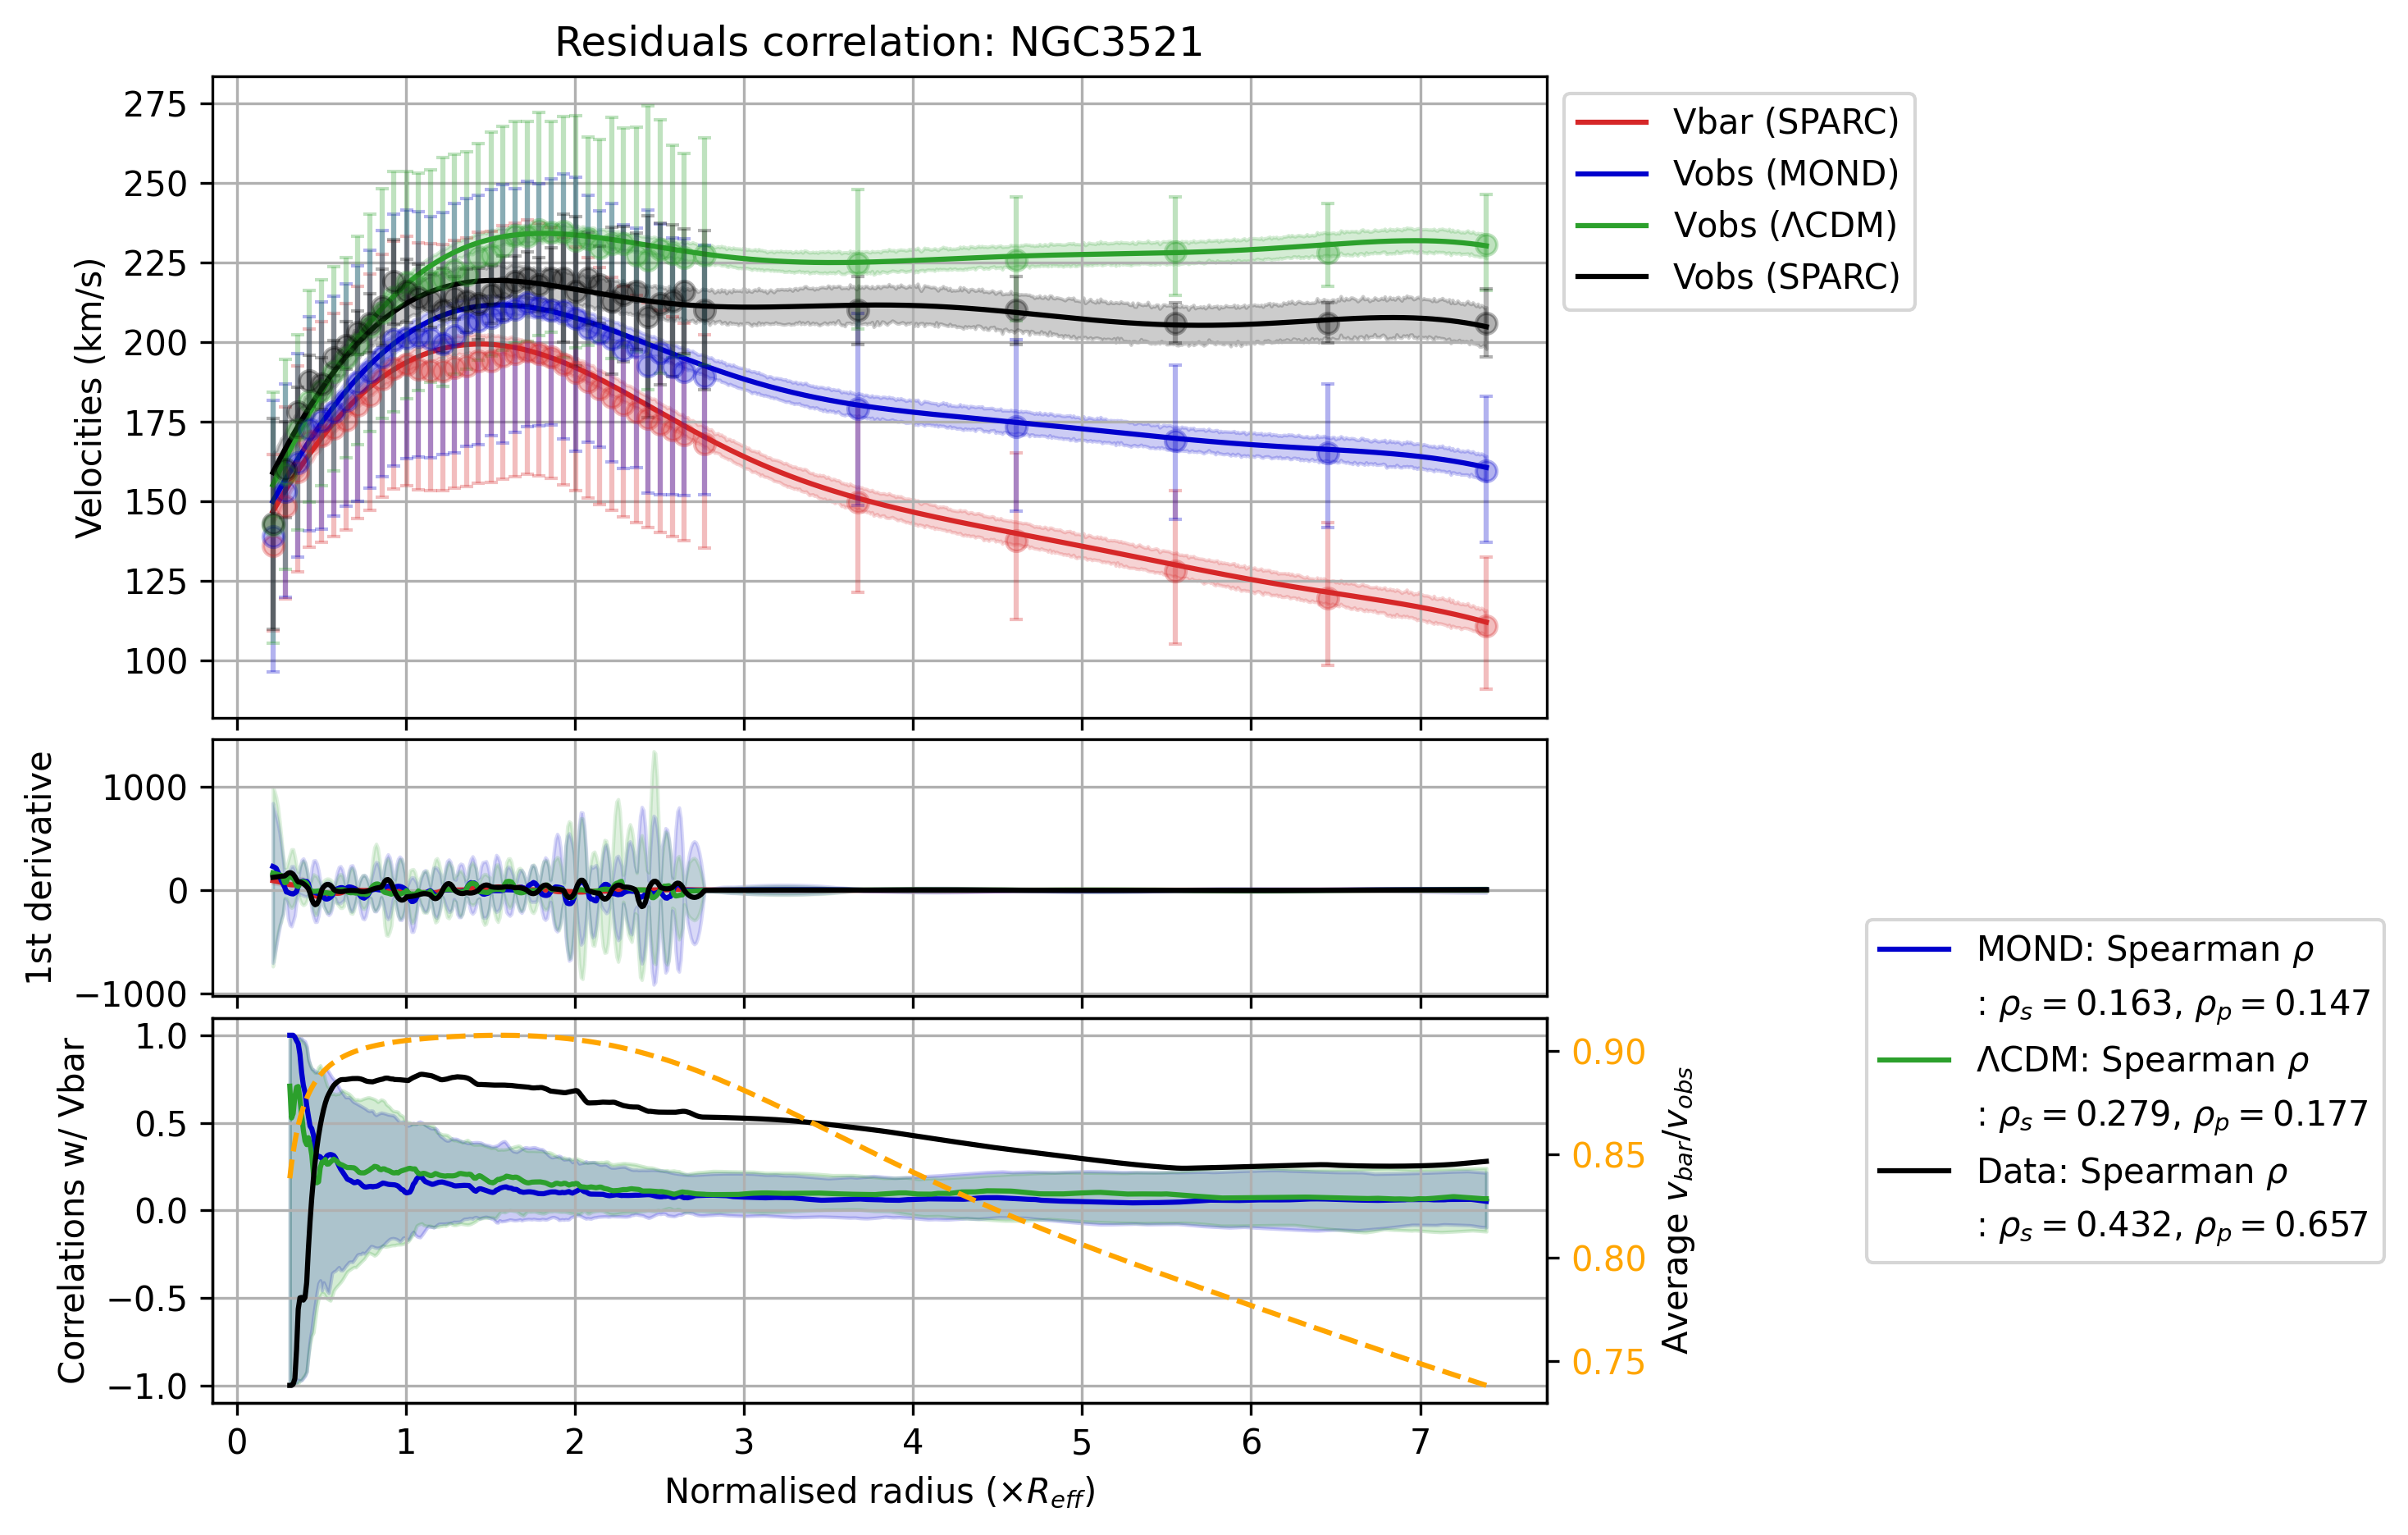 Residuals correlation: NGC3521
275
250
225
200
175
150
125
100
Velocities (km/s)
Vbar (SPARC)
Vobs (MOND)
Vobs (ΛCDM)
Vobs (SPARC)
1000
0
−1000
1st derivative
1.0
0.5
0.0
−0.5
−1.0
Correlations w/ Vbar
0.90
0.85
0.80
0.75
Average v_bar/v_obs
MOND: Spearman ρ
: ρ_s = 0.163, ρ_p = 0.147
ΛCDM: Spearman ρ
: ρ_s = 0.279, ρ_p = 0.177
Data: Spearman ρ
: ρ_s = 0.432, ρ_p = 0.657
0 1 2 3 4 5 6 7
Normalised radius (×R_eff)